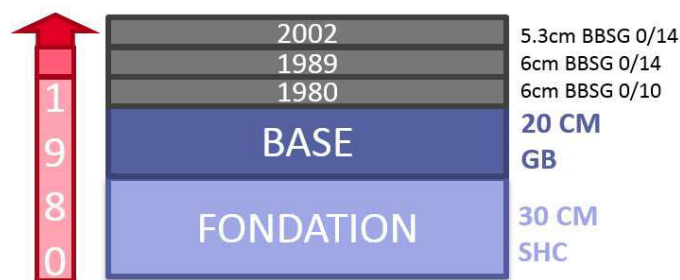 2002
5.3cm BBSG 0/14
1989
6cm BBSG 0/14
1980
6cm BBSG 0/10
BASE
20 CM
GB
FONDATION
30 CM
SHC
1
9
8
0